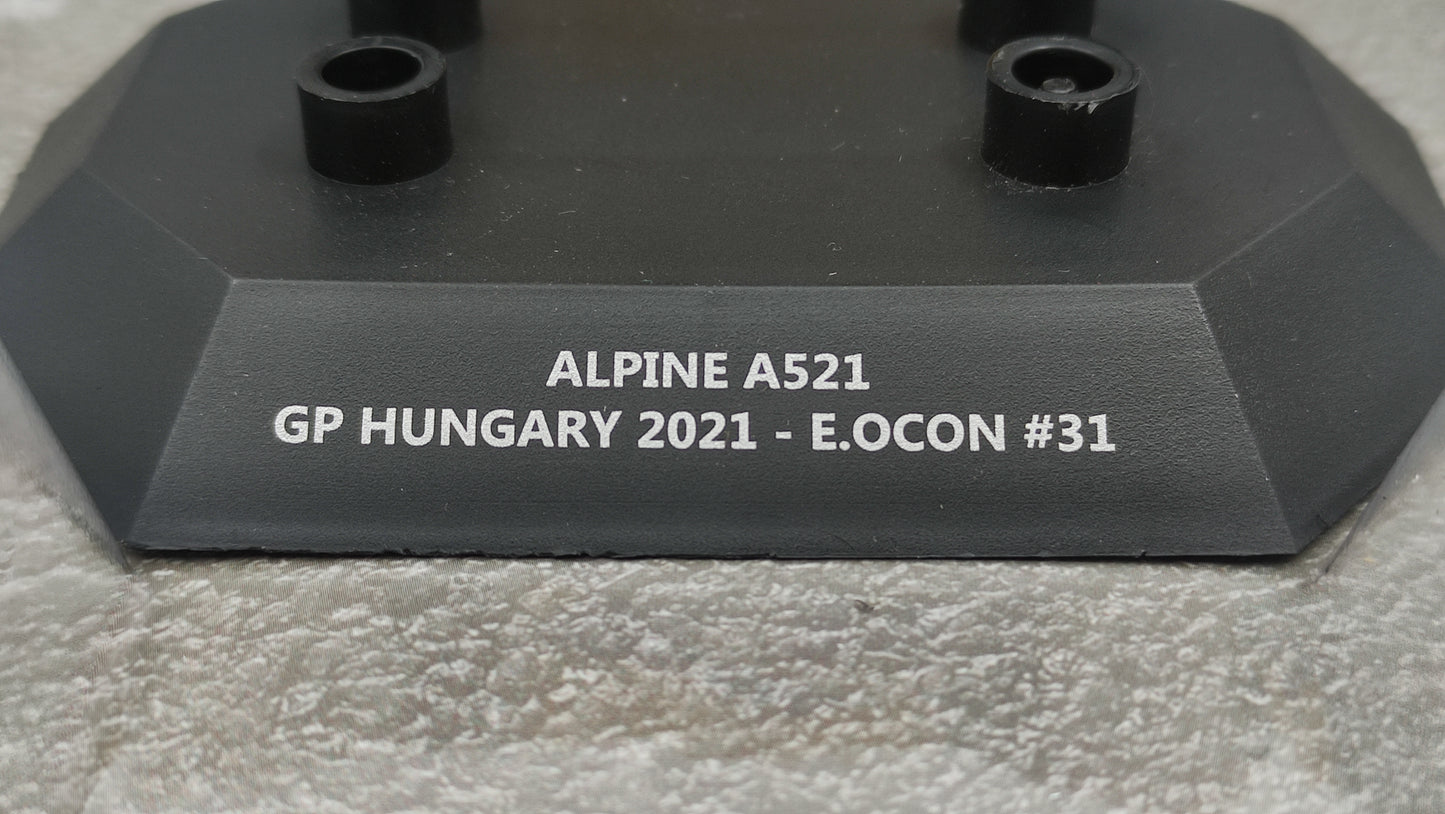 ALPINE A521
GP HUNGARY 2021 - E.OCON #31